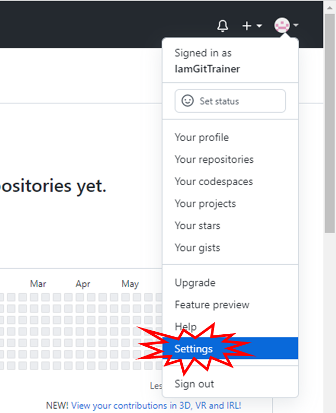 Signed in as
IamGitTrainer
Set status
Your profile
Your repositories
Your codespaces
Your projects
ositories yet.
Your stars
Your gists
Mar Apr May
Upgrade
Feature preview
Help
Settings
Les
Sign out
NEW! View your contributions in 3D, VR and IRL!